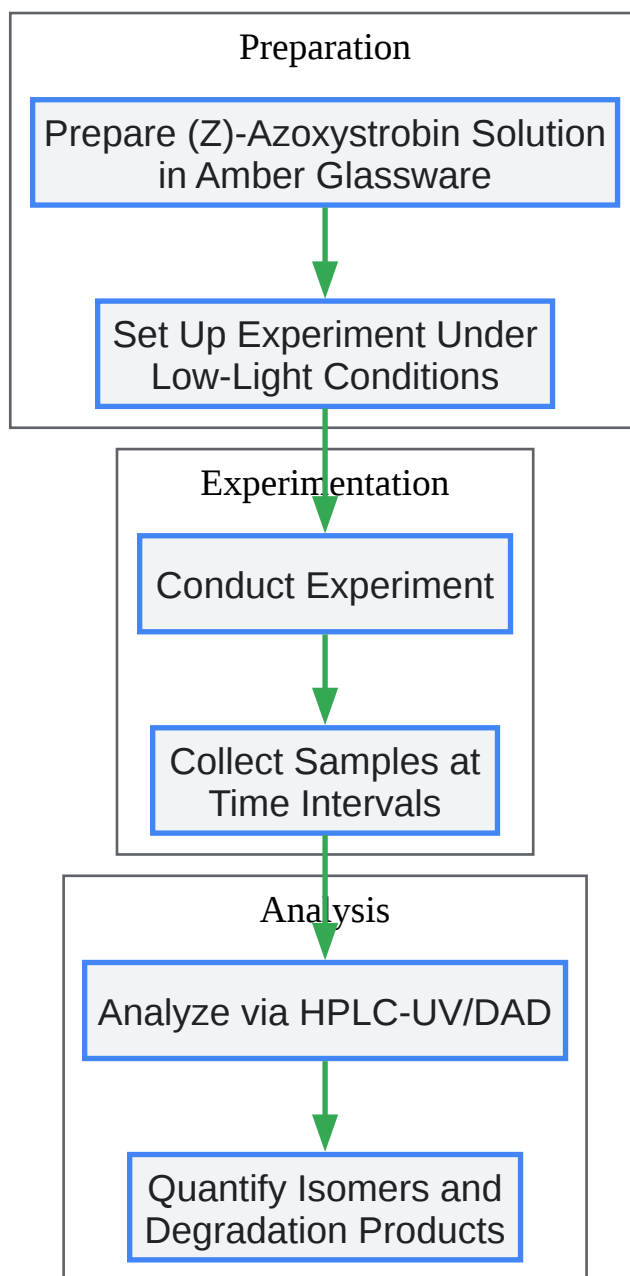 Preparation
Prepare (Z)-Azoxystrobin Solution
in Amber Glassware
Set Up Experiment Under
Low-Light Conditions
Experimentation
Conduct Experiment
Collect Samples at
Time Intervals
Analysis
Analyze via HPLC-UV/DAD
Quantify Isomers and
Degradation Products